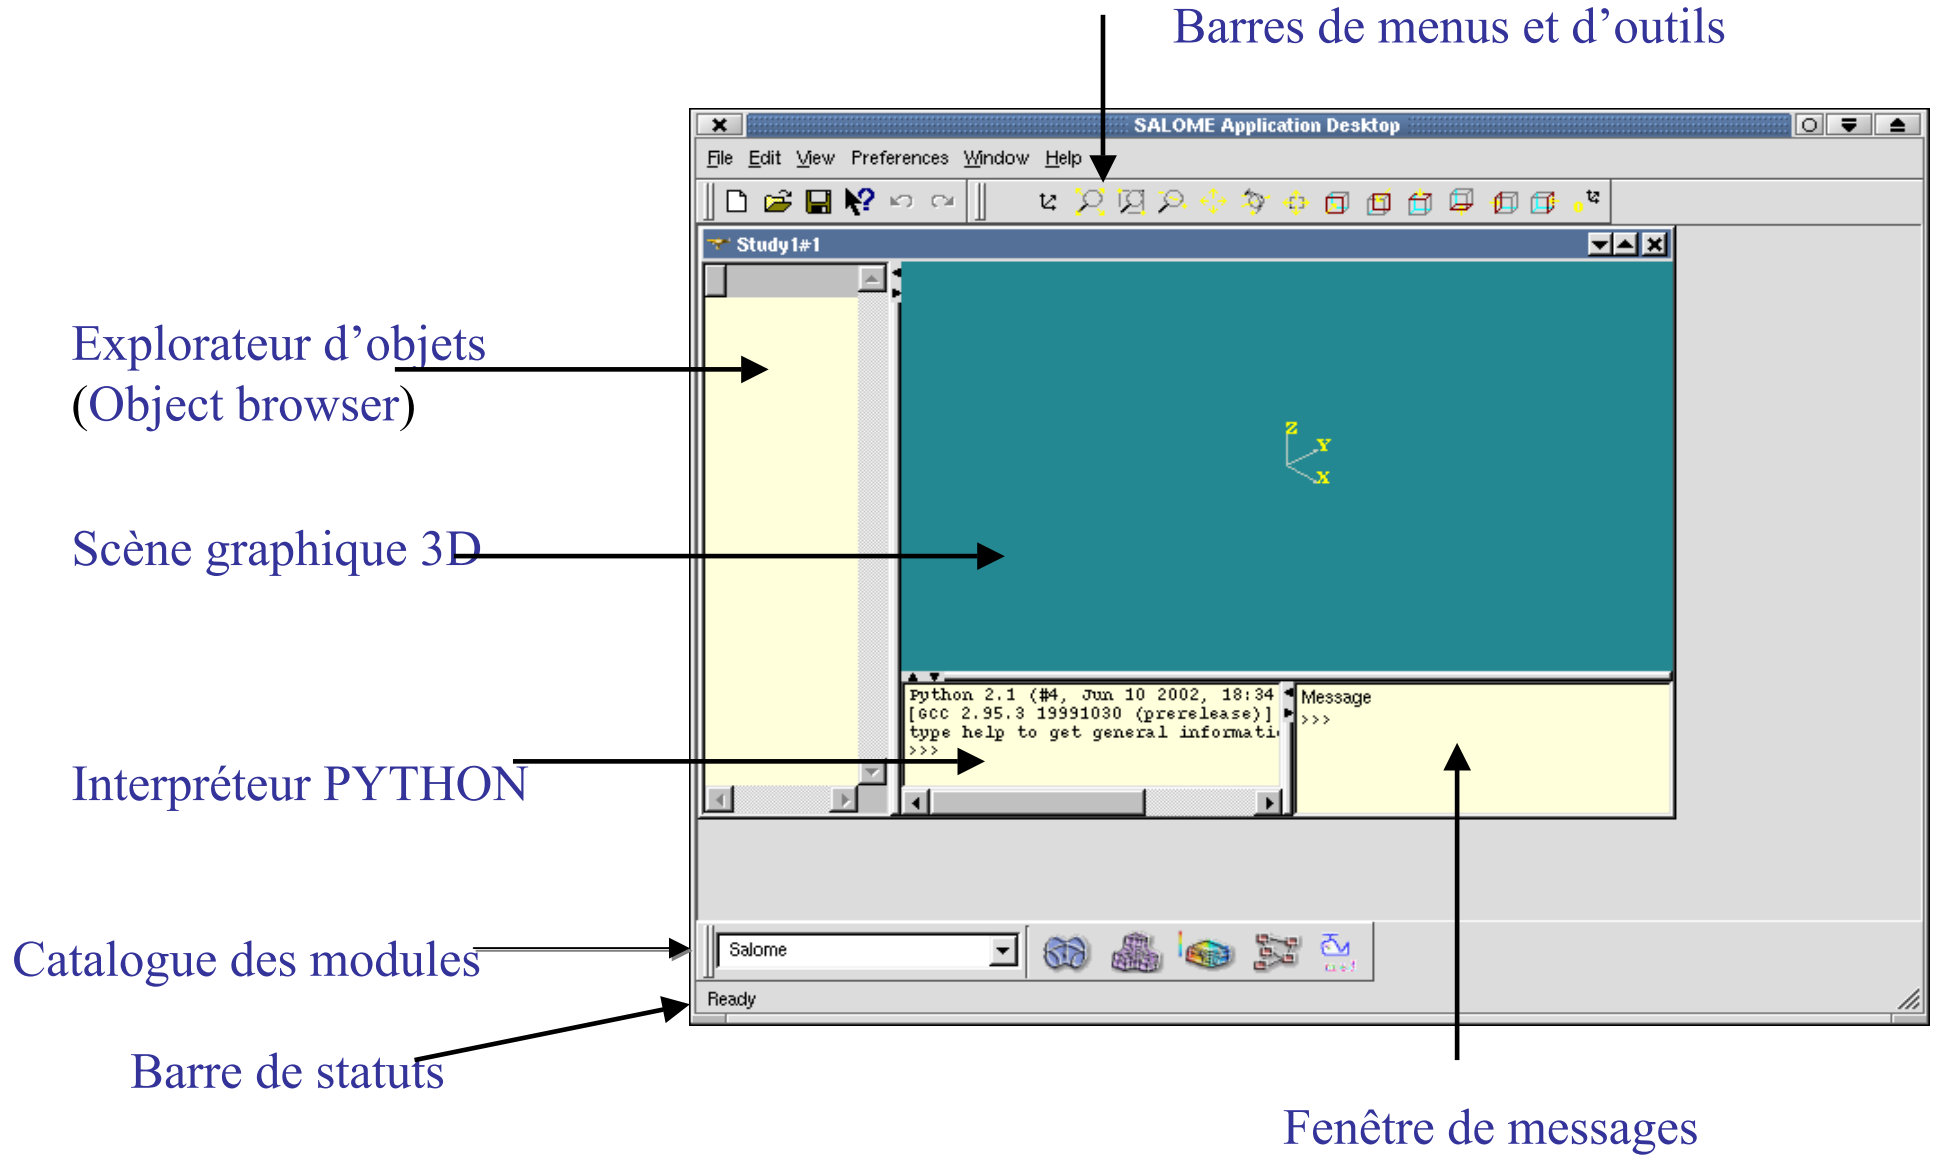 Barres de menus et d’outils
SALOME Application Desktop
File Edit View Preferences Window Help
Study1#1
Explorateur d’objets
(Object browser)
Z
Y
X
Scène graphique 3D
Python 2.1 (#4, Jun 10 2002, 18:34
[GCC 2.95.3 19991030 (prerelease)]
type help to get general informati
>>>
Message
>>>
Interpréteur PYTHON
Catalogue des modules
Salome
Ready
Barre de statuts
Fenêtre de messages